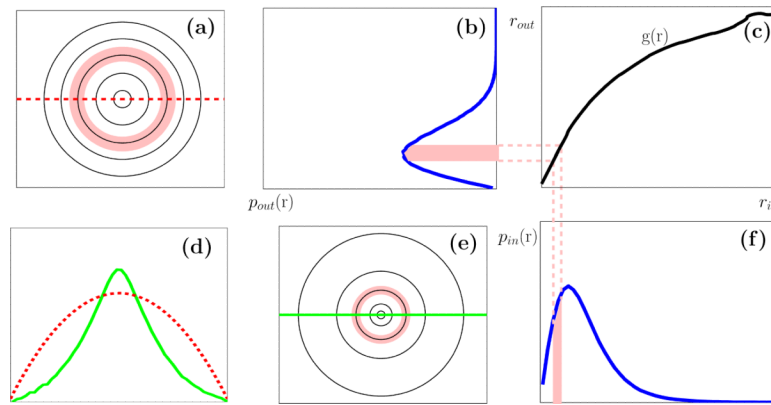 (a)
(b)
r_out
(c)
g(r)
p_out(r)
r_i
(d)
(e)
p_in(r)
(f)